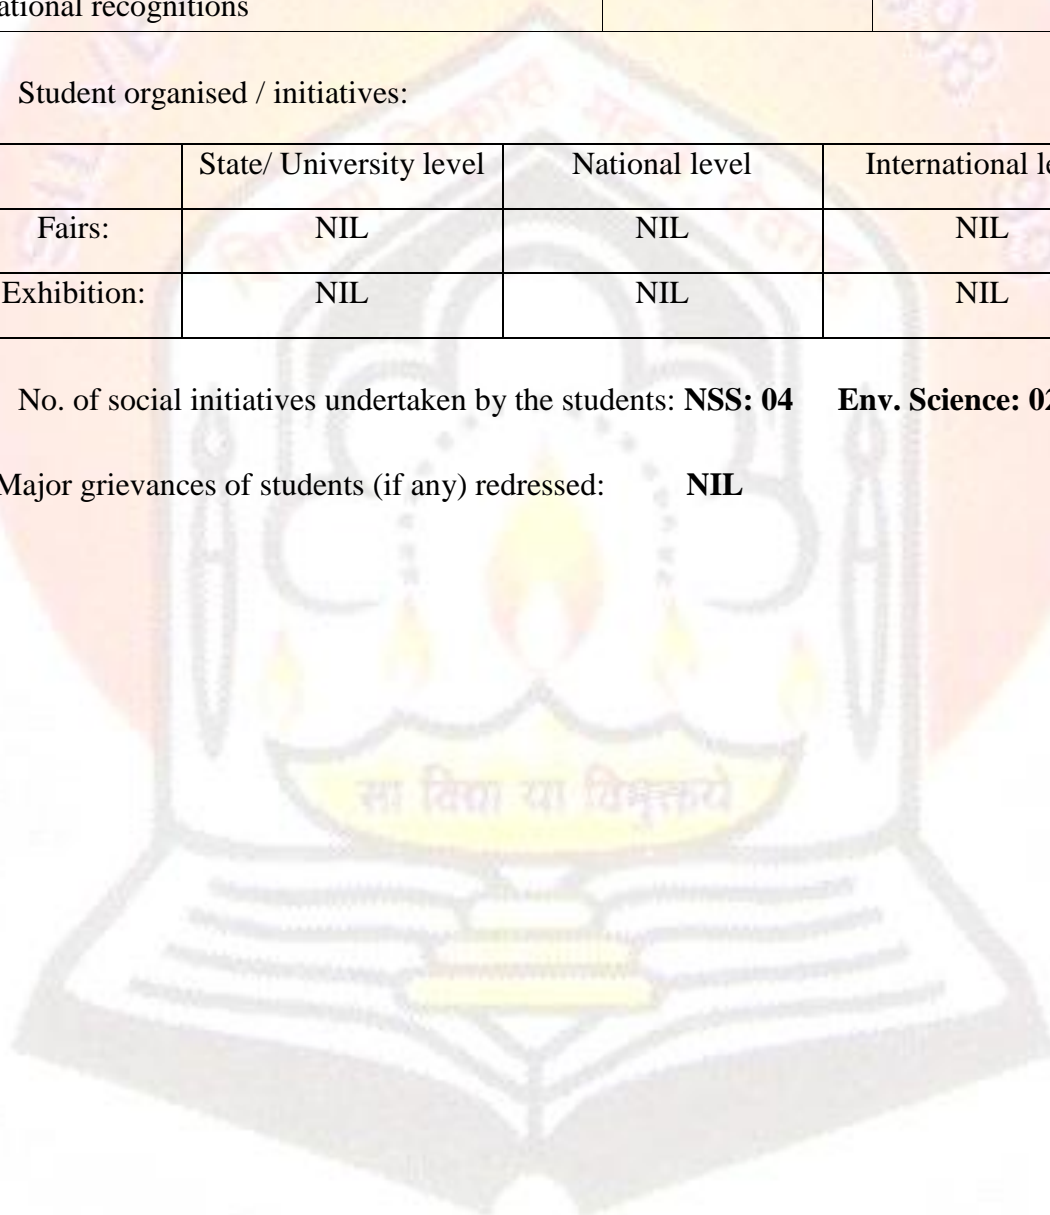 ational recognitions
Student organised / initiatives:
State/ University level National level International le
Fairs: NIL NIL NIL
Exhibition: NIL NIL NIL
No. of social initiatives undertaken by the students: NSS: 04 Env. Science: 02
Major grievances of students (if any) redressed: NIL
सा विद्या या विमुक्तये